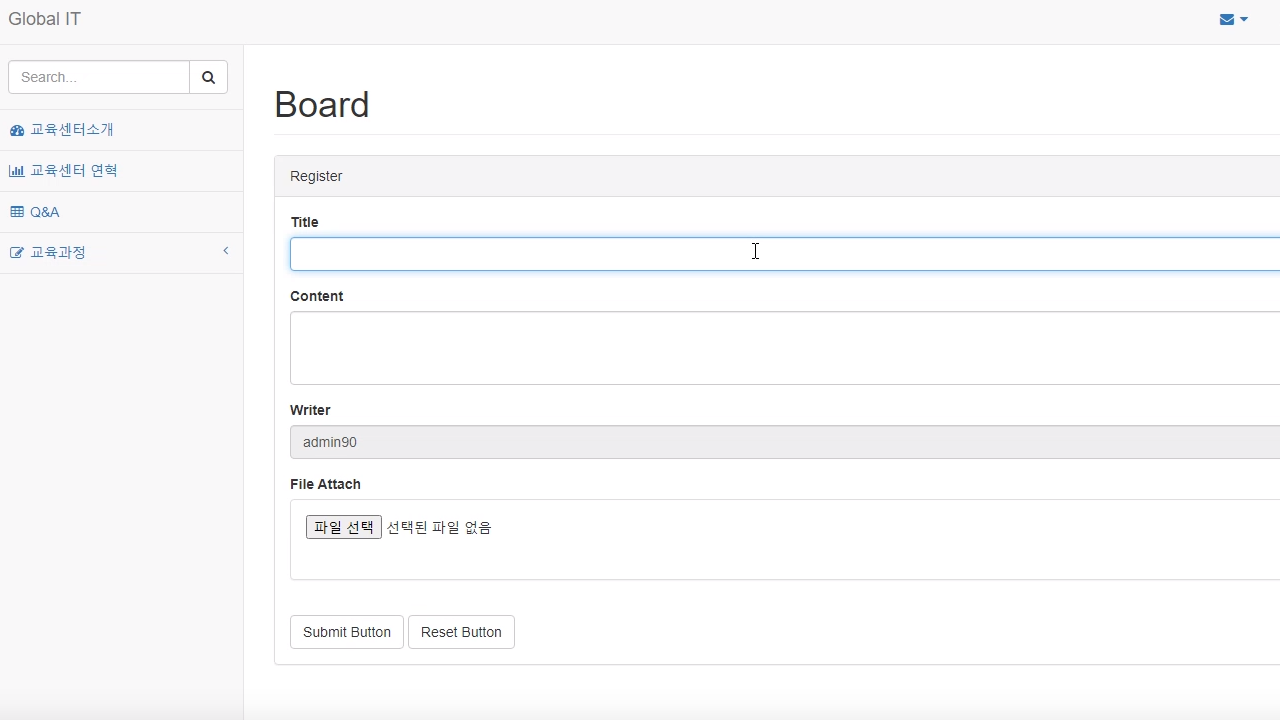 Global IT
Search...
교육센터소개
교육센터 연혁
Q&A
교육과정
Board
Register
Title
Content
Writer
admin90
File Attach
파일 선택 선택된 파일 없음
Submit Button Reset Button